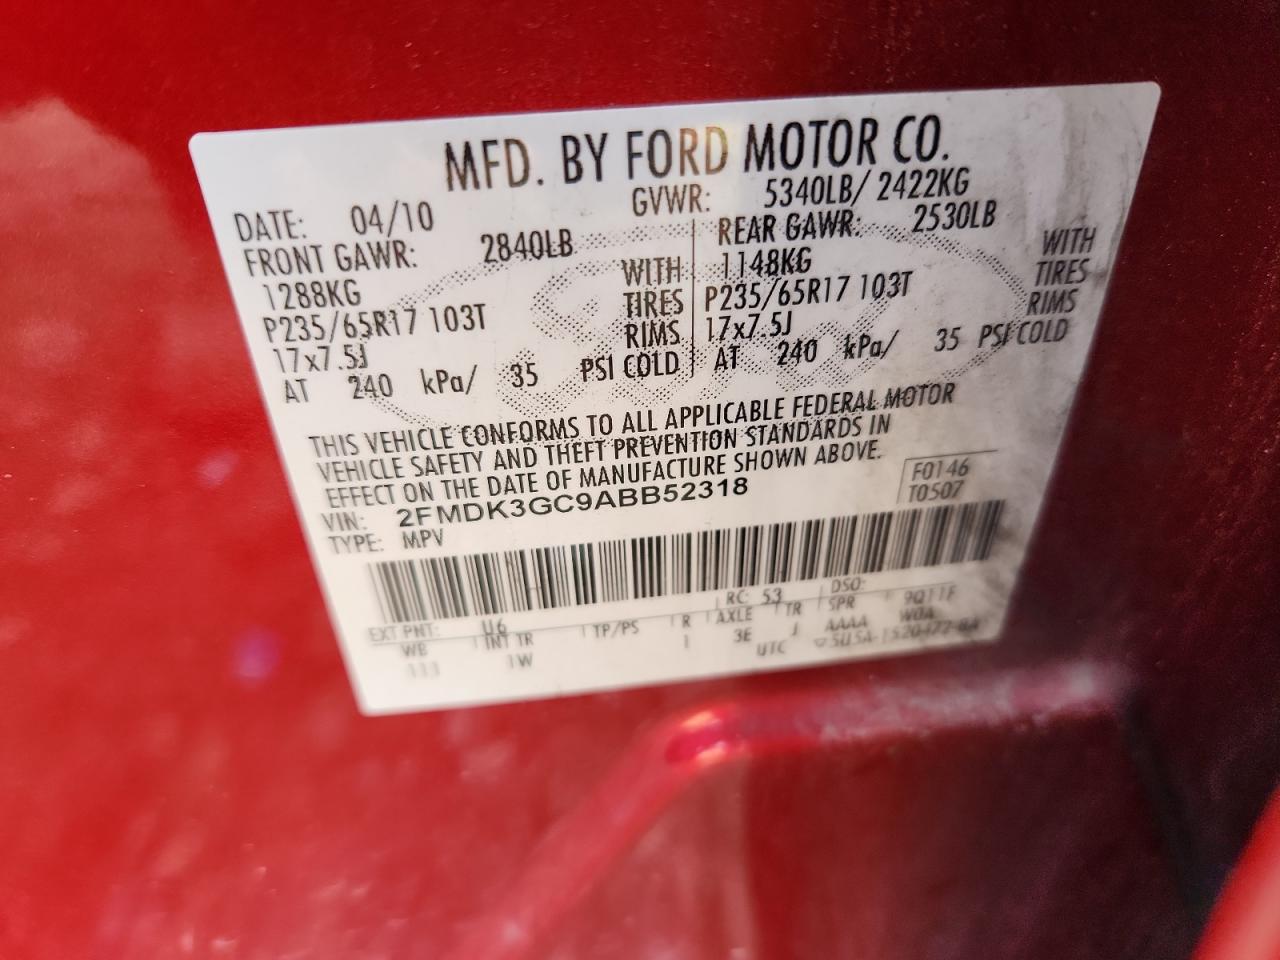 MFD. BY FORD MOTOR CO.
DATE: 04/10 GVWR: 5340LB/ 2422KG
FRONT GAWR: 2840LB REAR GAWR: 2530LB
1288KG WITH 1148KG WITH
P235/65R17 103T TIRES P235/65R17 103T TIRES
17x7.5J RIMS 17x7.5J RIMS
AT 240 kPa/ 35 PSI COLD AT 240 kPa/ 35 PSI COLD
THIS VEHICLE CONFORMS TO ALL APPLICABLE FEDERAL MOTOR
VEHICLE SAFETY AND THEFT PREVENTION STANDARDS IN
EFFECT ON THE DATE OF MANUFACTURE SHOWN ABOVE.
F0146
VIN: 2FMDK3GC9ABB52318 T0507
TYPE: MPV
EXT PNT: U6 RC: 53 DSO:
WB INT TR TP/PS R AXLE TR SPR
1W 1 3E J AAAA W0A
UTC